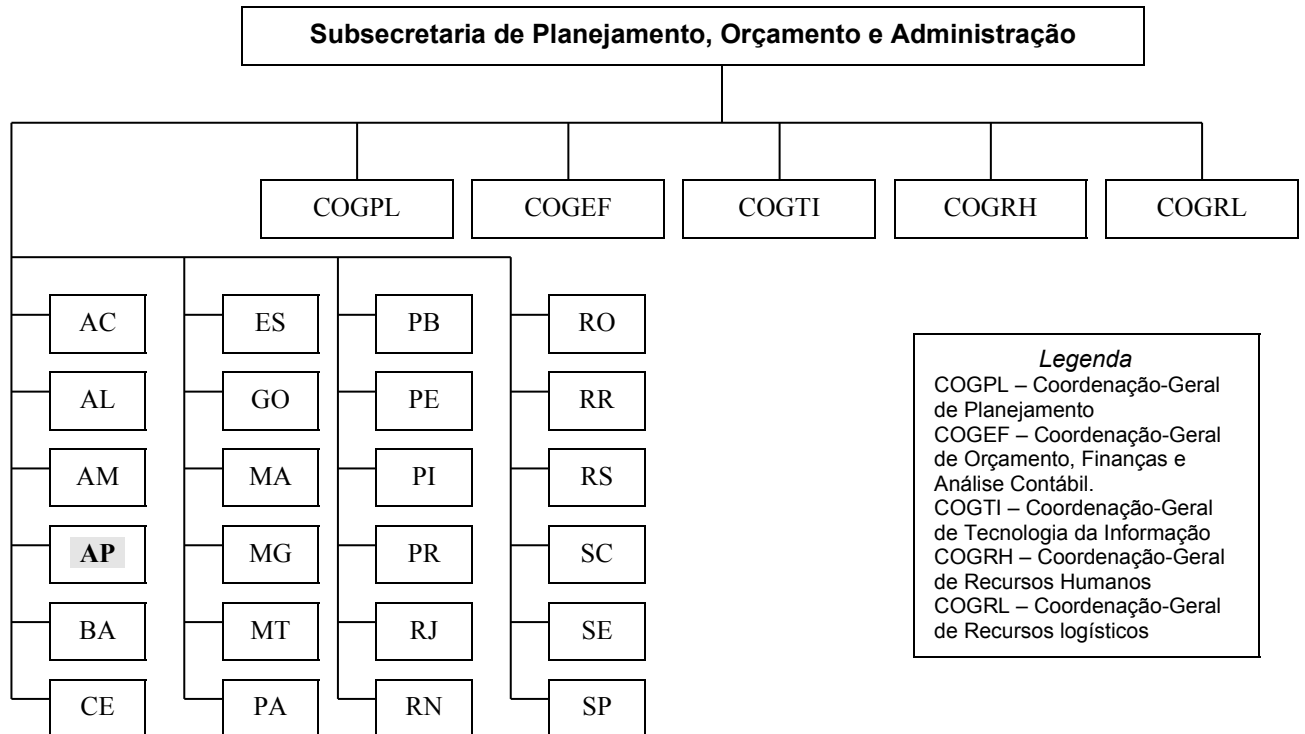 Subsecretaria de Planejamento, Orçamento e Administração
COGPL
COGEF
COGTI
COGRH
COGRL
AC
ES
PB
RO
AL
GO
PE
RR
AM
MA
PI
RS
AP
MG
PR
SC
BA
MT
RJ
SE
CE
PA
RN
SP
Legenda
COGPL – Coordenação-Geral
de Planejamento
COGEF – Coordenação-Geral
de Orçamento, Finanças e
Análise Contábil.
COGTI – Coordenação-Geral
de Tecnologia da Informação
COGRH – Coordenação-Geral
de Recursos Humanos
COGRL – Coordenação-Geral
de Recursos logísticos